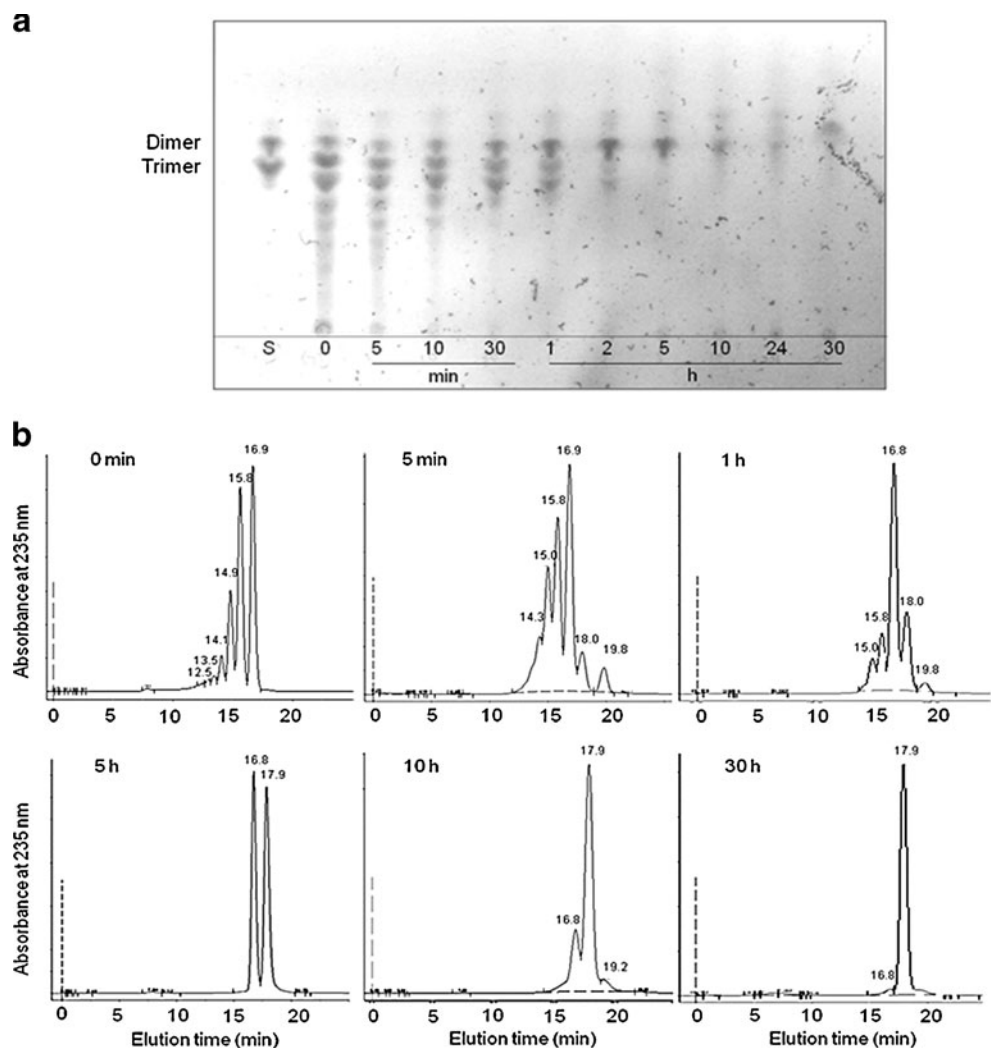 a
Dimer
Trimer
S 0 5 10 30 1 2 5 10 24 30
min h
b
0 min 5 min 1 h
Absorbance at 235 nm
12.5 13.5 14.1 14.9 15.8 16.9
14.3 15.0 15.8 16.9 18.0 19.8
15.0 15.8 16.8 18.0 19.8
0 5 10 15 20
0 5 10 15 20
0 5 10 15 20
5 h 10 h 30 h
Absorbance at 235 nm
16.8 17.9
16.8 17.9 19.2
16.8 17.9
0 5 10 15 20
0 5 10 15 20
0 5 10 15 20
Elution time (min) Elution time (min) Elution time (min)